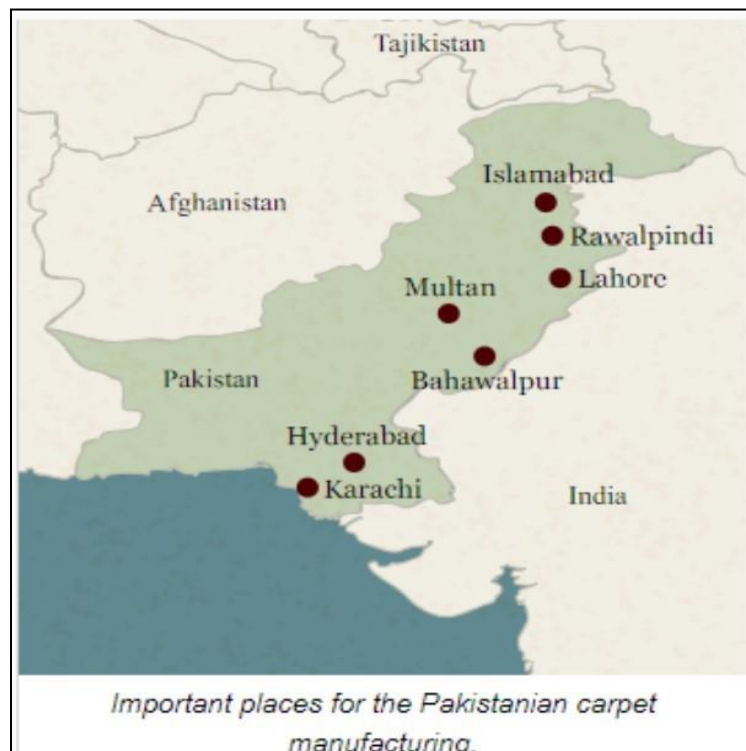 Tajikistan
Islamabad
Afghanistan
Rawalpindi
Lahore
Multan
Pakistan
Bahawalpur
Hyderabad
Karachi
India
Important places for the Pakistanian carpet
manufacturing.